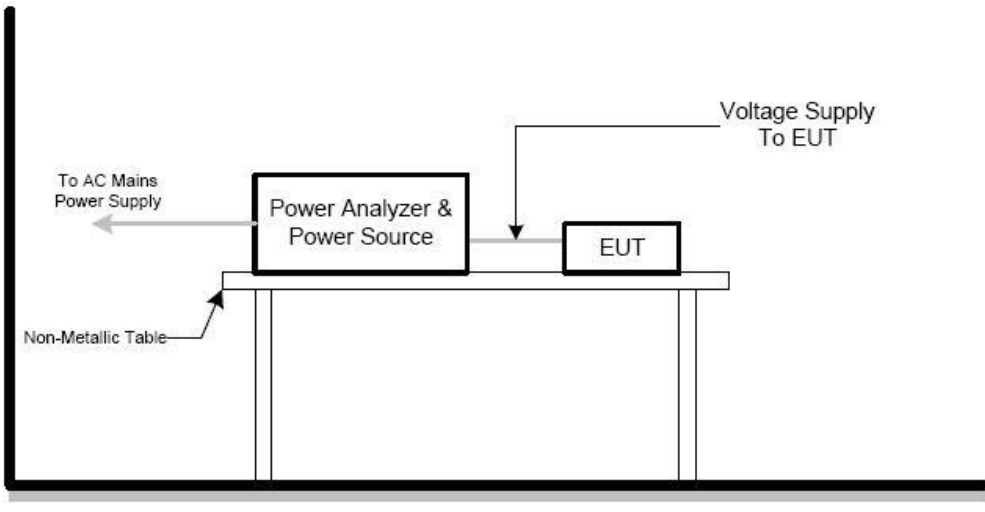 Voltage Supply
To EUT
To AC Mains
Power Supply
Power Analyzer &
Power Source
EUT
Non-Metallic Table